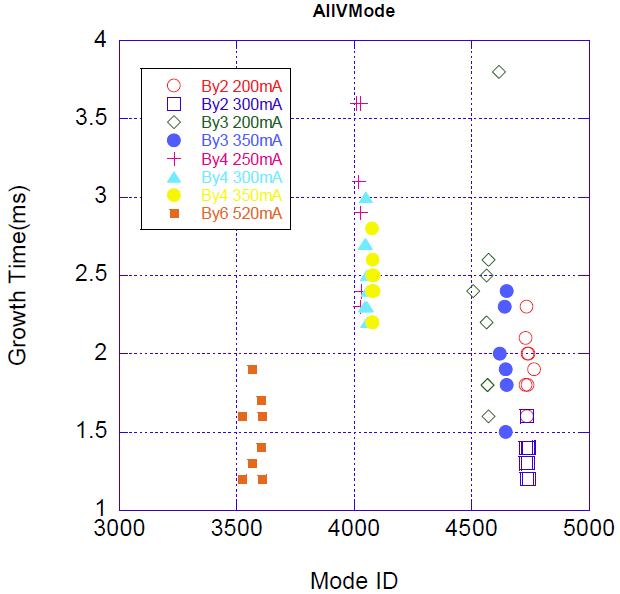 AllVMode
4
3.5
3
2.5
2
1.5
1
Growth Time(ms)
By2 200mA
By2 300mA
By3 200mA
By3 350mA
By4 250mA
By4 300mA
By4 350mA
By6 520mA
3000 3500 4000 4500 5000
Mode ID